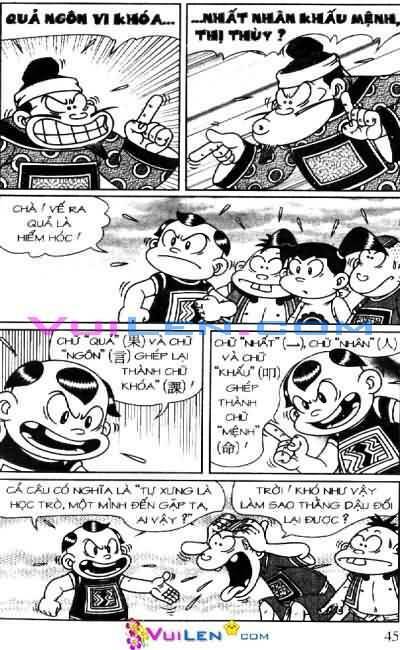 QUẢ NGÔN VI KHÓA...
...NHẤT NHÂN KHẤU MỆNH,
THỊ THÙY ?
CHÀ ! VẾ RA
QUẢ LÀ
HIỂM HÓC !
VuiLen.com
CHỮ "QUẢ" (果) VÀ CHỮ
"NGÔN" (言) GHÉP LẠI
THÀNH CHỮ
KHÓA" (課) !
CHỮ "NHẤT" (一), CHỮ "NHÂN" (人)
VÀ CHỮ
"KHẤU" (叩)
GHÉP
THÀNH
CHỮ
"MỆNH"
(命) !
CẢ CÂU CÓ NGHĨA LÀ "TỰ XƯNG LÀ
HỌC TRÒ, MỘT MÌNH ĐẾN GẶP TA,
AI VẬY ?"
TRỜI ! KHÓ NHƯ VẬY
LÀM SAO THẰNG DẬU ĐỐI
LẠI ĐƯỢC ?
45
VuiLen.com